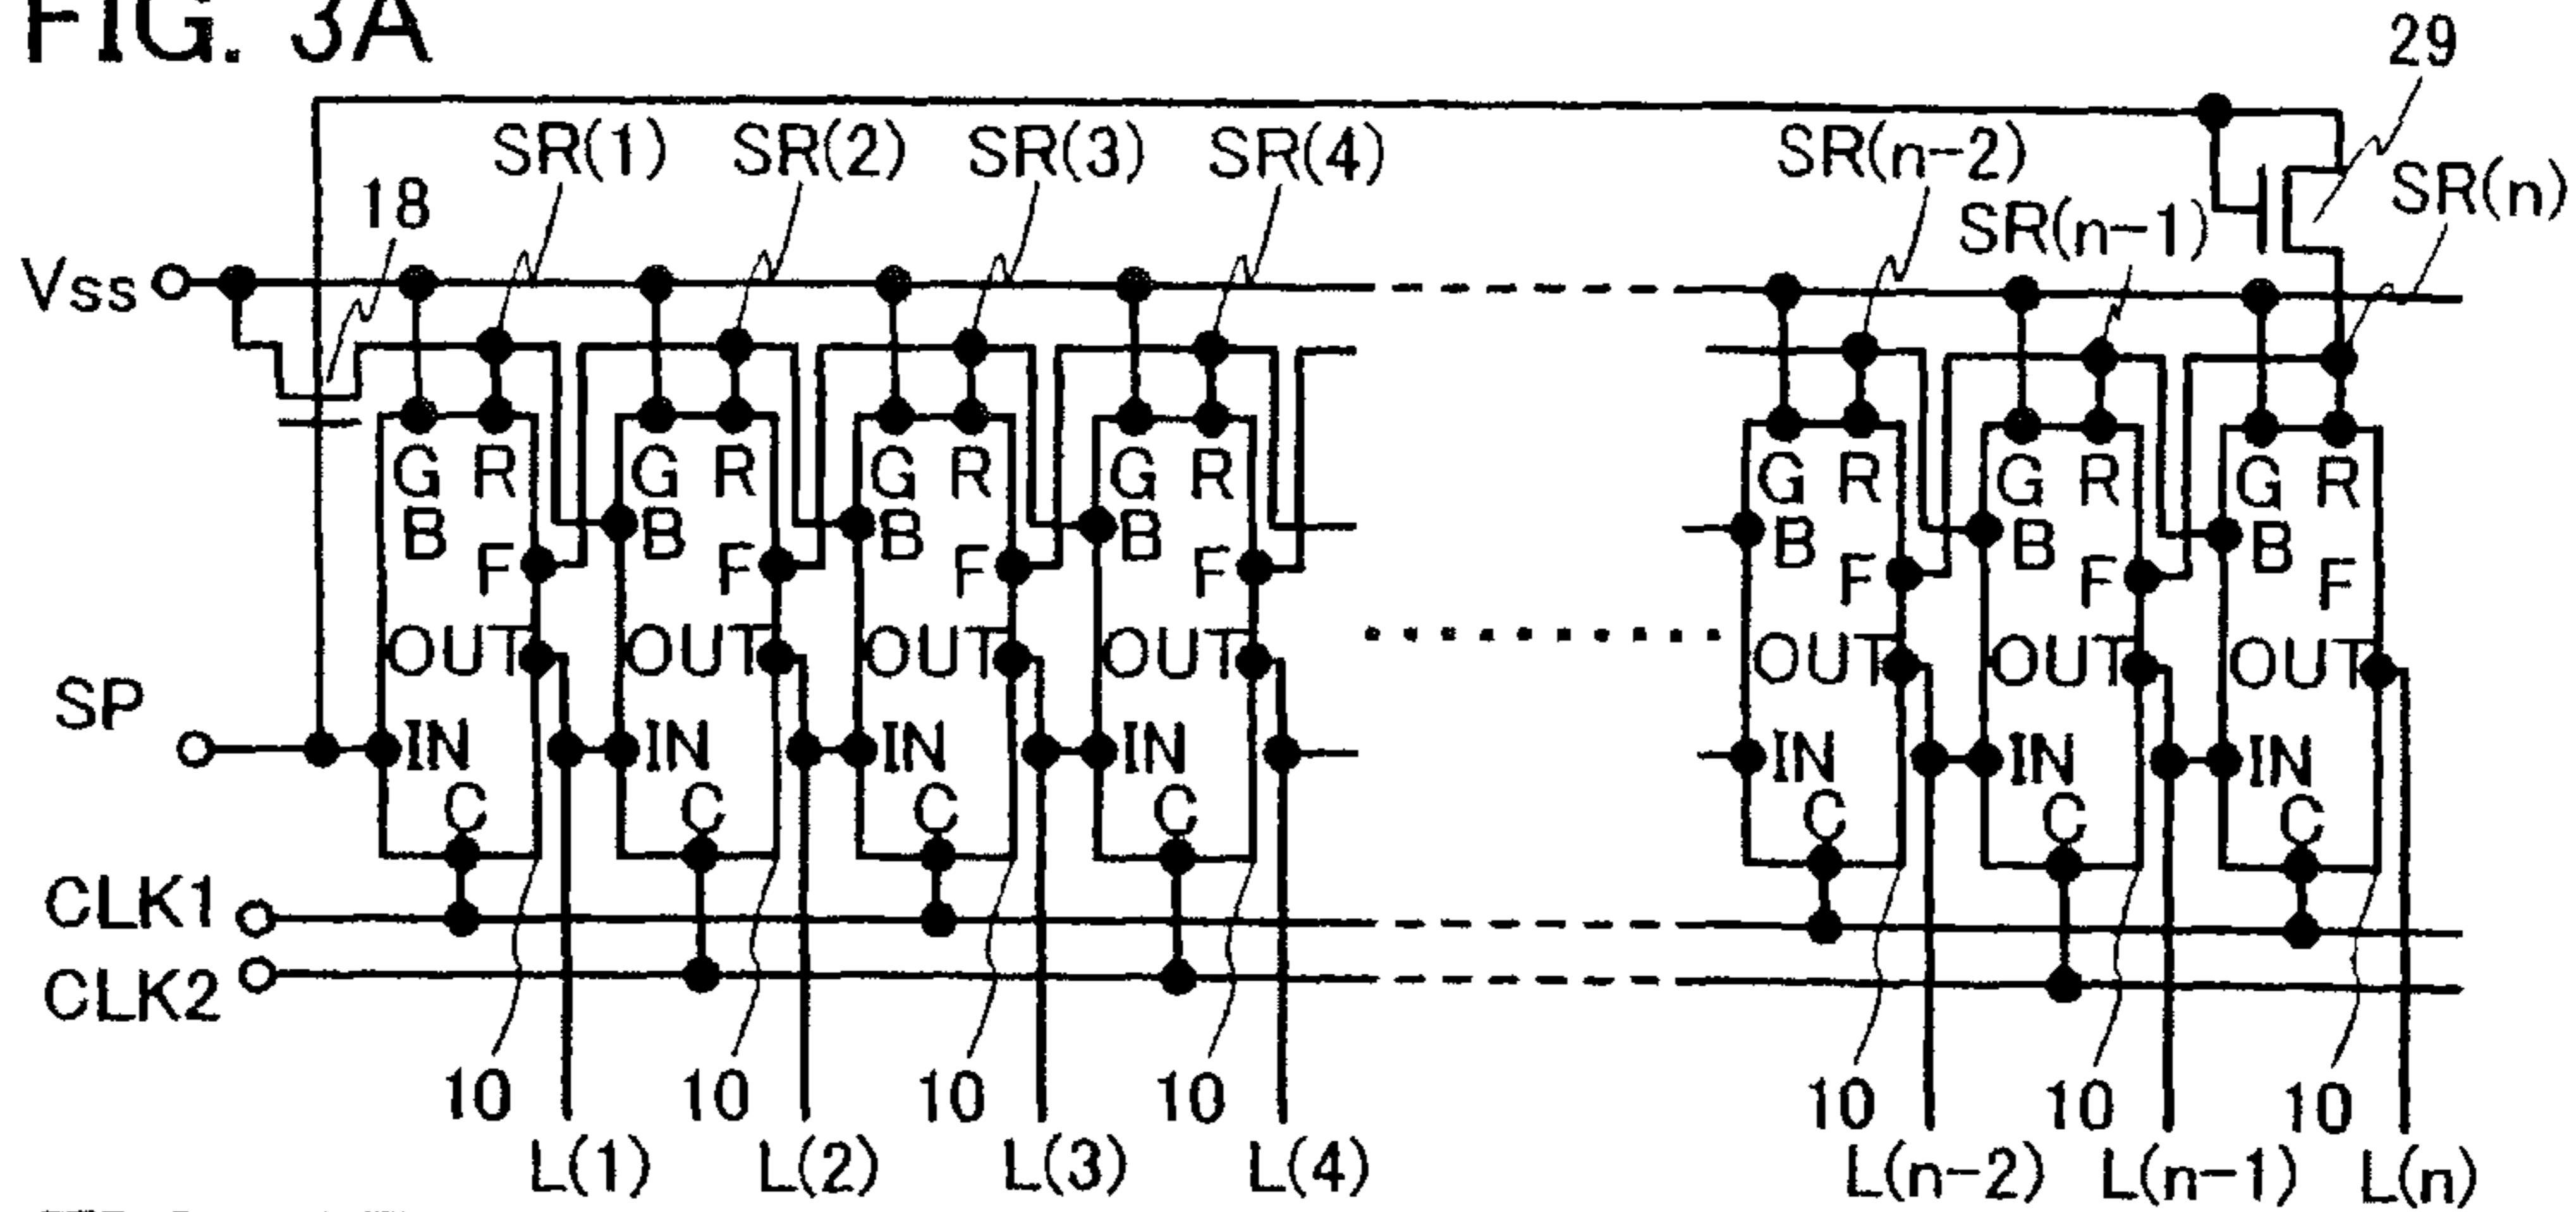 FIG. 3A
29
SR(1) SR(2) SR(3) SR(4) SR(n-2) SR(n-1) SR(n)
18
Vss
G R G R G R G R G R G R G R
B B B B B B B
F F F F F F F
OUT OUT OUT OUT OUT OUT OUT
SP
IN IN IN IN IN IN IN
C C C C C C C
CLK1
CLK2
10 10 10 10 10 10 10
L(1) L(2) L(3) L(4) L(n-2) L(n-1) L(n)